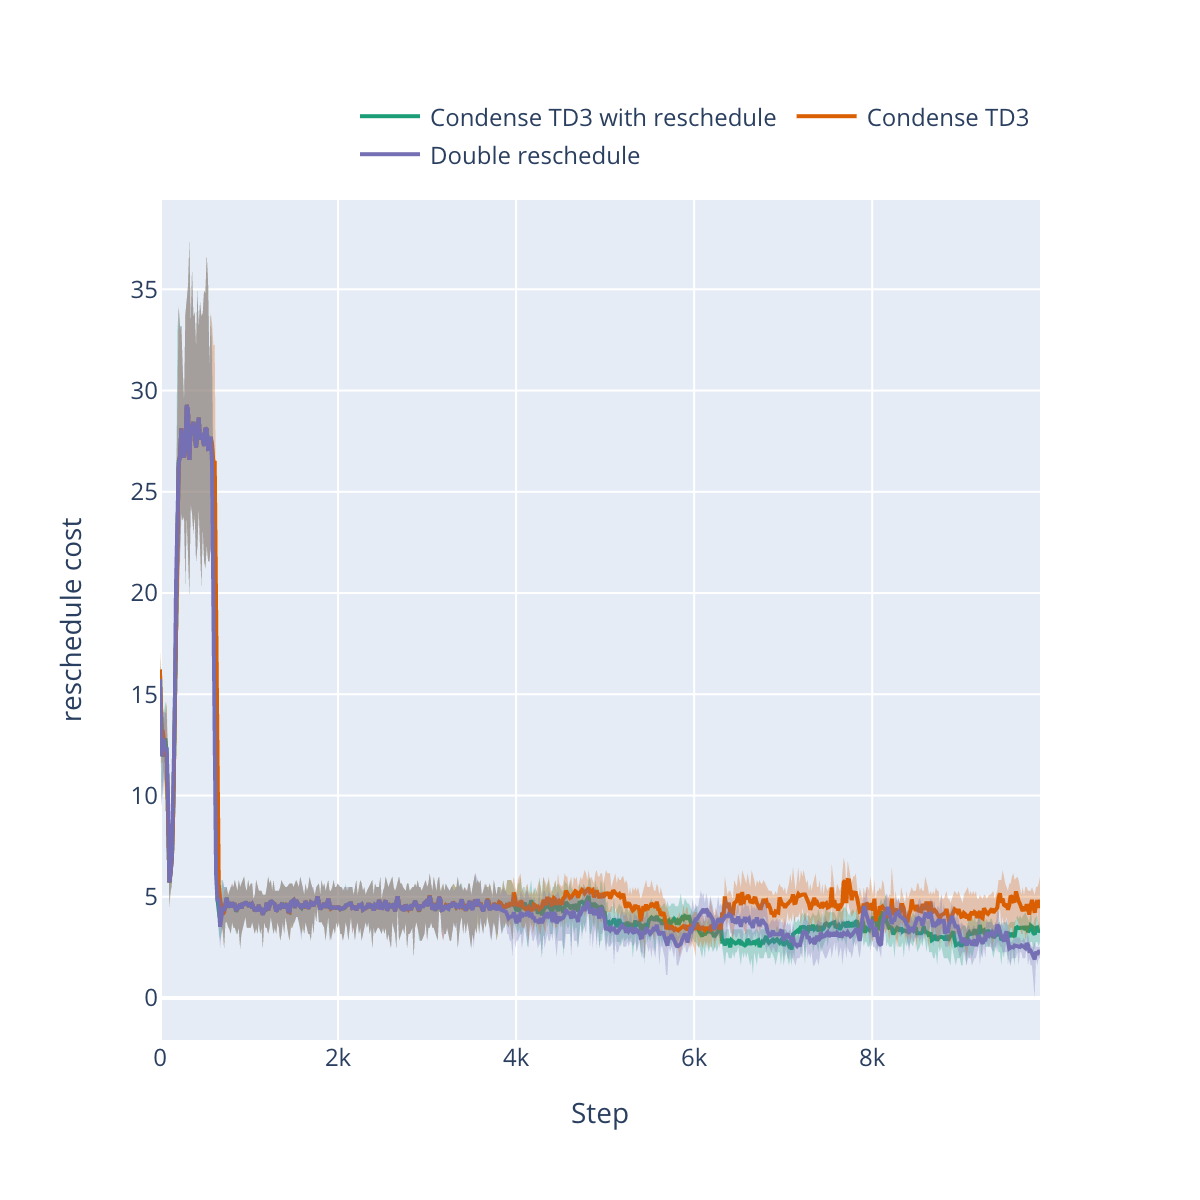 Condense TD3 with reschedule
Condense TD3
Double reschedule
35
30
25
20
15
10
5
0
reschedule cost
0
2k
4k
6k
8k
Step